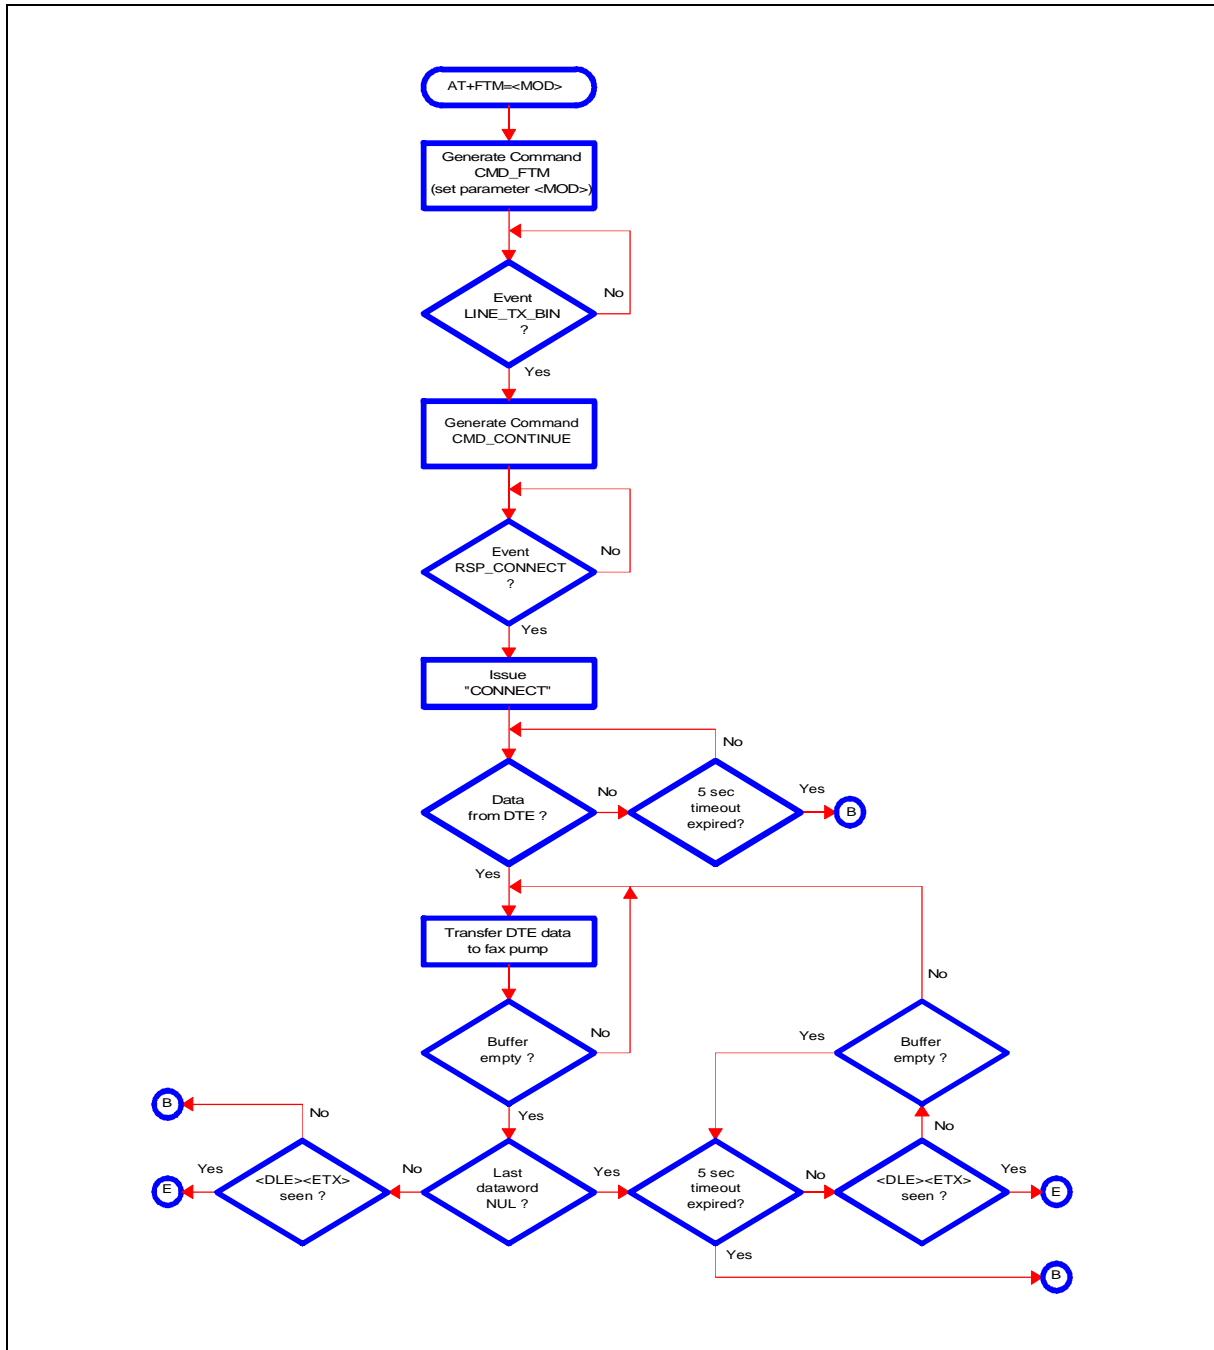 AT+FTM=<MOD>
Generate Command
CMD_FTM
(set parameter <MOD>)
Event
LINE_TX_BIN
?
No
Yes
Generate Command
CMD_CONTINUE
Event
RSP_CONNECT
?
No
Yes
Issue
"CONNECT"
No
Data
from DTE ?
No
5 sec
timeout
expired?
Yes
B
Yes
Transfer DTE data
to fax pump
No
Buffer
empty ?
No
Yes
Buffer
empty ?
B
No
Yes
No
Yes
E
<DLE><ETX>
seen ?
No
Last
dataword
NUL ?
Yes
5 sec
timeout
expired?
No
<DLE><ETX>
seen ?
Yes
E
Yes
B